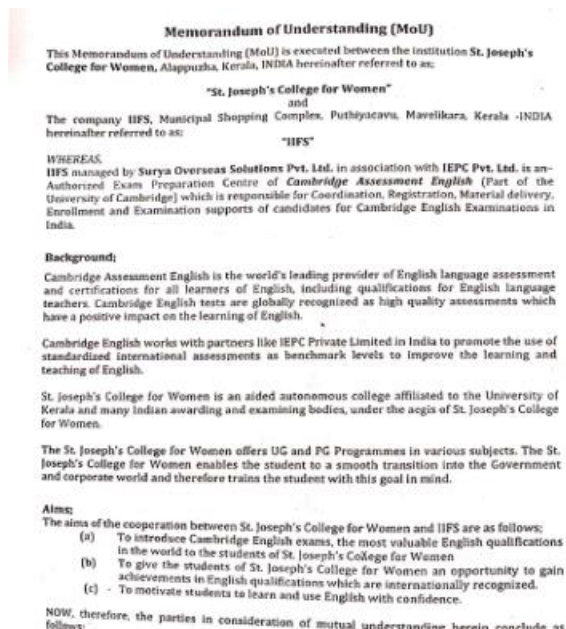 Memorandum of Understanding (MoU)
This Memorandum of Understanding (MoU) is executed between the institution St. Joseph's
College for Women, Alappuzha, Kerala, INDIA hereinafter referred to as;
"St. Joseph's College for Women"
and
The company IIFS, Municipal Shopping Complex, Puthiyacavu, Mavelikara, Kerala -INDIA
hereinafter referred to as:
"IIFS"
WHEREAS,
IIFS managed by Surya Overseas Solutions Pvt. Ltd. in association with IEPC Pvt. Ltd. is an
Authorized Exam Preparation Centre of Cambridge Assessment English (Part of the
University of Cambridge) which is responsible for Coordination, Registration, Material delivery,
Enrollment and Examination supports of candidates for Cambridge English Examinations in
India.
Background;
Cambridge Assessment English is the world's leading provider of English language assessment
and certifications for all learners of English, including qualifications for English language
teachers. Cambridge English tests are globally recognized as high quality assessments which
have a positive impact on the learning of English.
Cambridge English works with partners like IEPC Private Limited in India to promote the use of
standardized international assessments as benchmark levels to improve the learning and
teaching of English.
St. Joseph's College for Women is an aided autonomous college affiliated to the University of
Kerala and many Indian awarding and examining bodies, under the aegis of St. Joseph's College
for Women.
The St. Joseph's College for Women offers UG and PG Programmes in various subjects. The St.
Joseph's College for Women enables the student to a smooth transition into the Government
and corporate world and therefore trains the student with this goal in mind.
Aims;
The aims of the cooperation between St. Joseph's College for Women and IIFS are as follows;
(a) To introduce Cambridge English exams, the most valuable English qualifications
in the world to the students of St. Joseph's College for Women
(b) To give the students of St. Joseph's College for Women an opportunity to gain
achievements in English qualifications which are internationally recognized.
(c) - To motivate students to learn and use English with confidence.
NOW, therefore, the parties in consideration of mutual understanding herein conclude as
follows: